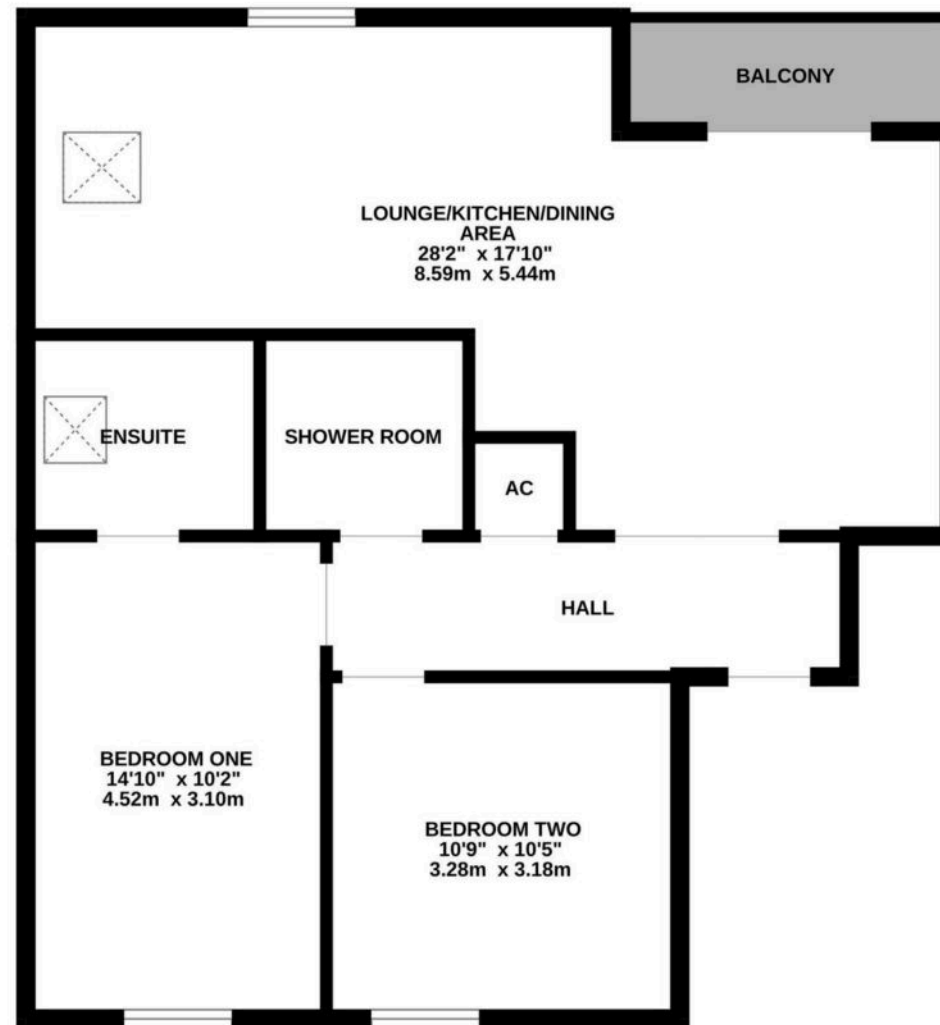 BALCONY
LOUNGE/KITCHEN/DINING
AREA
28'2" x 17'10"
8.59m x 5.44m
ENSUITE
SHOWER ROOM
AC
HALL
BEDROOM ONE
14'10" x 10'2"
4.52m x 3.10m
BEDROOM TWO
10'9" x 10'5"
3.28m x 3.18m